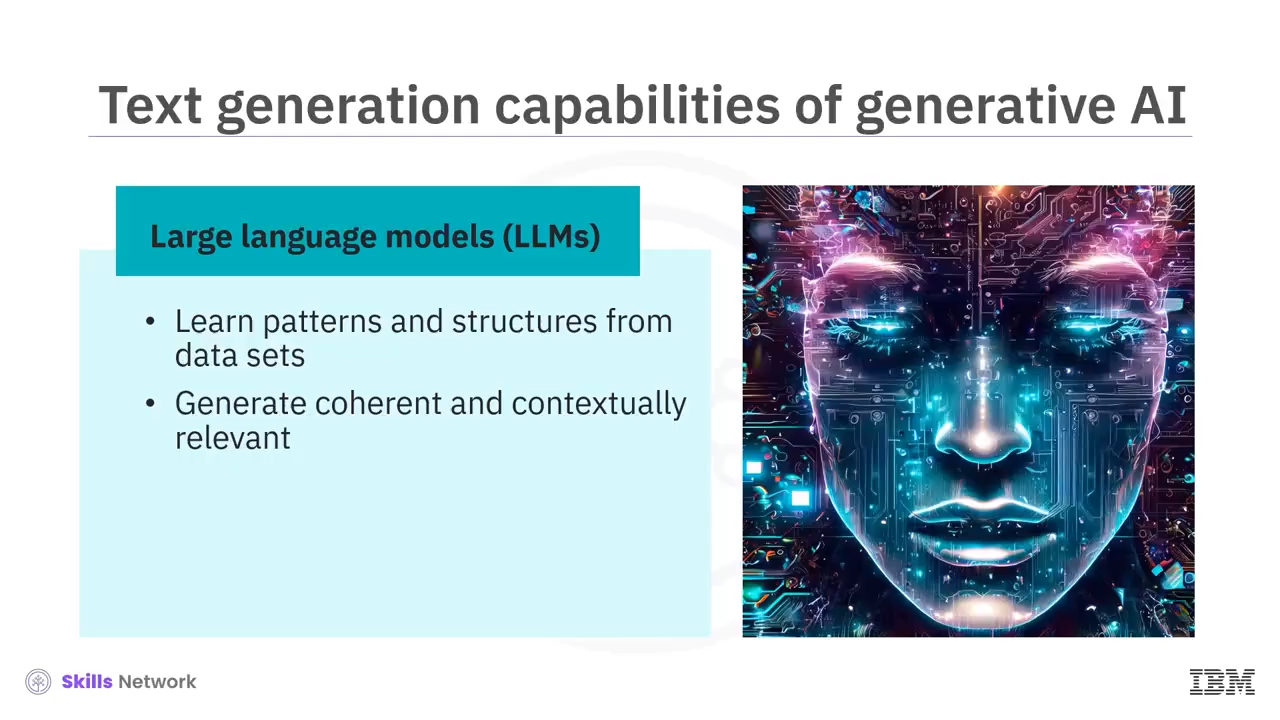 Text generation capabilities of generative AI
Large language models (LLMs)
• Learn patterns and structures from
data sets
• Generate coherent and contextually
relevant
Skills Network
IBM